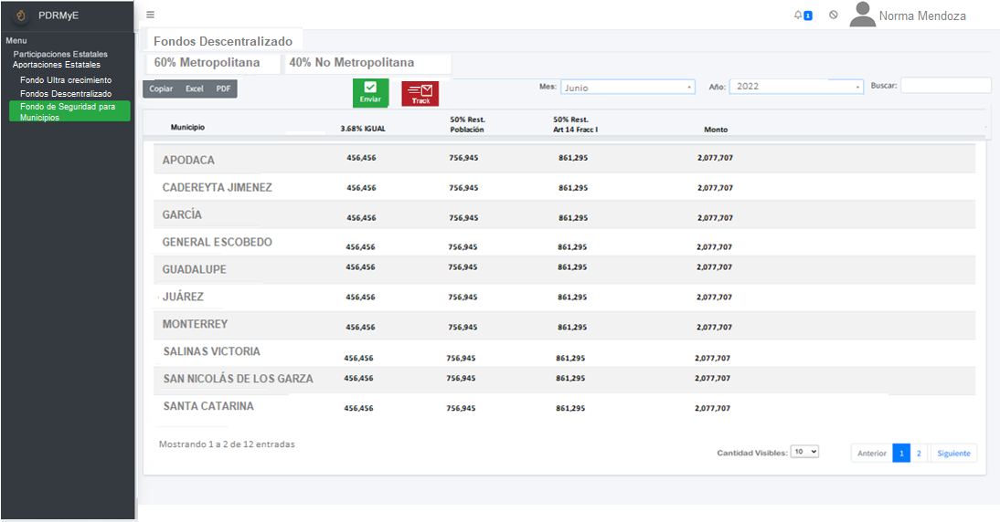 PDRMyE
1
Norma Mendoza
Menu
Participaciones Estatales
Aportaciones Estatales
Fondo Ultra crecimiento
Fondos Descentralizado
Fondo de Seguridad para
Municipios
Fondos Descentralizado
60% Metropolitana
40% No Metropolitana
Copiar Excel PDF
Enviar
Track
Mes: Junio
Año: 2022
Buscar:
Municipio 3.68% IGUAL 50% Rest. Población 50% Rest. Art 14 Fracc I Monto
APODACA 456,456 756,945 861,295 2,077,707
CADEREYTA JIMENEZ 456,456 756,945 861,295 2,077,707
GARCÍA 456,456 756,945 861,295 2,077,707
GENERAL ESCOBEDO 456,456 756,945 861,295 2,077,707
GUADALUPE 456,456 756,945 861,295 2,077,707
JUÁREZ 456,456 756,945 861,295 2,077,707
MONTERREY 456,456 756,945 861,295 2,077,707
SALINAS VICTORIA 456,456 756,945 861,295 2,077,707
SAN NICOLÁS DE LOS GARZA 456,456 756,945 861,295 2,077,707
SANTA CATARINA 456,456 756,945 861,295 2,077,707
Mostrando 1 a 2 de 12 entradas
Cantidad Visibles: 10
Anterior 1 2 Siguiente